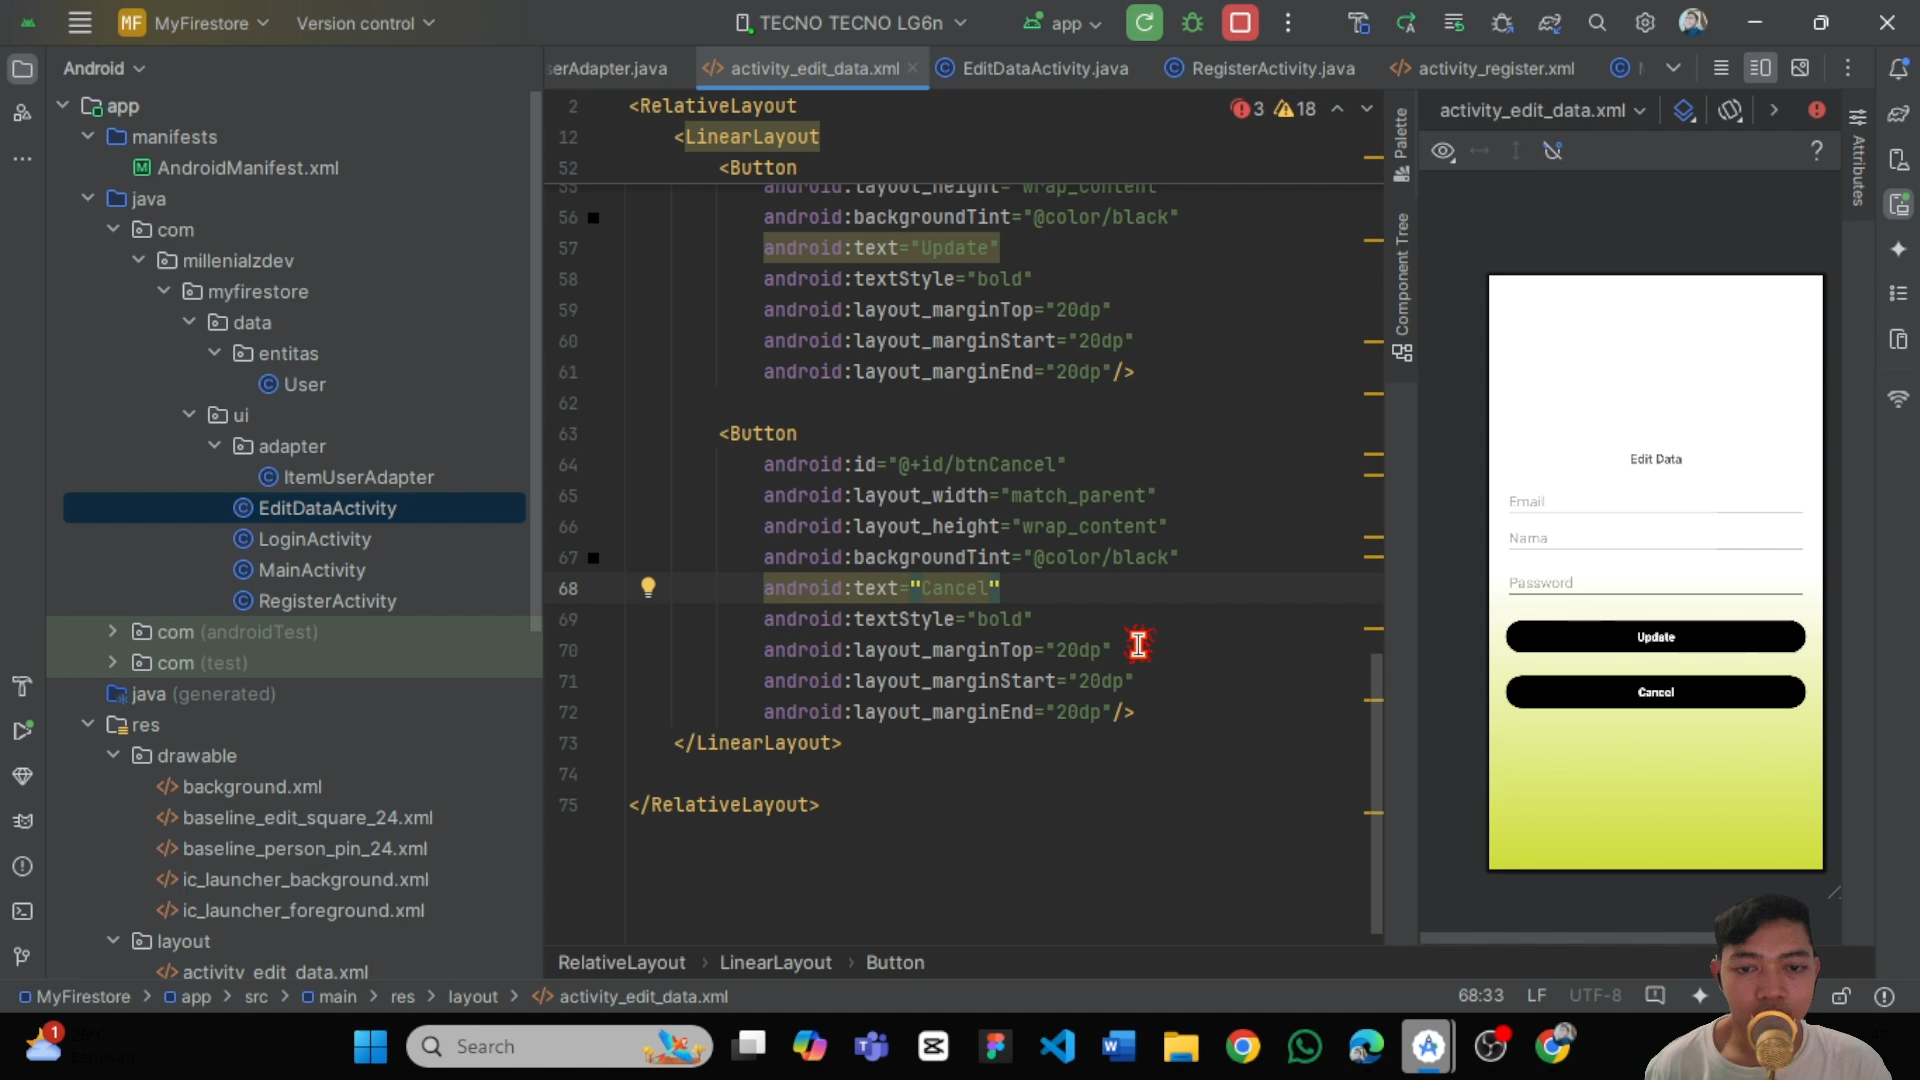 MF MyFirestore
Version control
TECNO TECNO LG6n
app
Android
serAdapter.java
activity_edit_data.xml
EditDataActivity.java
RegisterActivity.java
activity_register.xml
app
manifests
AndroidManifest.xml
java
com
millenialzdev
myfirestore
data
entitas
User
ui
adapter
ItemUserAdapter
EditDataActivity
LoginActivity
MainActivity
RegisterActivity
com (androidTest)
com (test)
java (generated)
res
drawable
background.xml
baseline_edit_square_24.xml
baseline_person_pin_24.xml
ic_launcher_background.xml
ic_launcher_foreground.xml
layout
activity_edit_data.xml
2 <RelativeLayout
12 <LinearLayout
52 <Button
3 18
55 android:layout_height="wrap_content"
56 android:backgroundTint="@color/black"
57 android:text="Update"
58 android:textStyle="bold"
59 android:layout_marginTop="20dp"
60 android:layout_marginStart="20dp"
61 android:layout_marginEnd="20dp"/>
62
63 <Button
64 android:id="@+id/btnCancel"
65 android:layout_width="match_parent"
66 android:layout_height="wrap_content"
67 android:backgroundTint="@color/black"
68 android:text="Cancel"
69 android:textStyle="bold"
70 android:layout_marginTop="20dp"
71 android:layout_marginStart="20dp"
72 android:layout_marginEnd="20dp"/>
73 </LinearLayout>
74
75 </RelativeLayout>
Palette
Component Tree
activity_edit_data.xml
?
Attributes
Edit Data
Email
Nama
Password
Update
Cancel
RelativeLayout > LinearLayout > Button
MyFirestore > app > src > main > res > layout > activity_edit_data.xml
68:33 LF UTF-8
1
Search